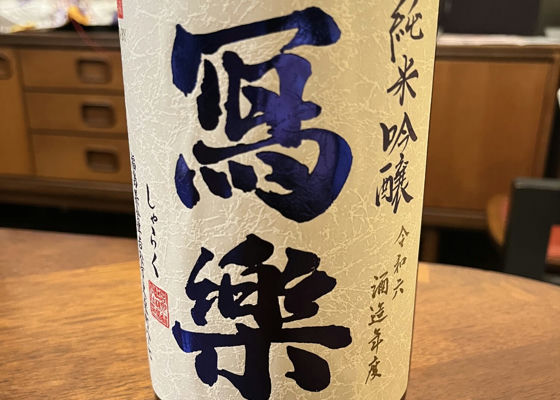 純米吟醸
令和六
酒造年度
寫樂
しゃらく